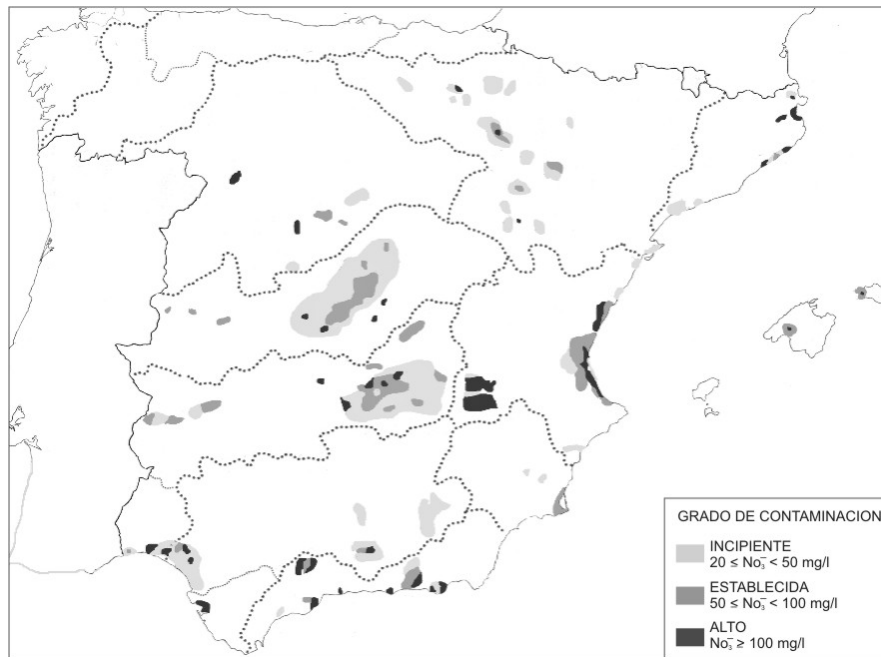 GRADO DE CONTAMINACION
INCIPIENTE
20 ≤ No₃⁻ < 50 mg/l
ESTABLECIDA
50 ≤ No₃⁻ < 100 mg/l
ALTO
No₃⁻ ≥ 100 mg/l